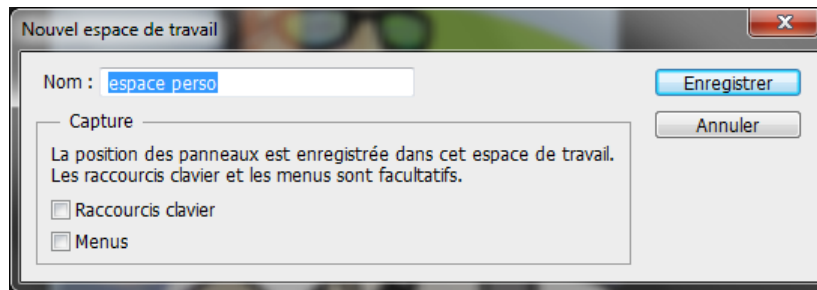 Nouvel espace de travail
Nom : espace perso
Enregistrer
Capture
Annuler
La position des panneaux est enregistrée dans cet espace de travail.
Les raccourcis clavier et les menus sont facultatifs.
Raccourcis clavier
Menus